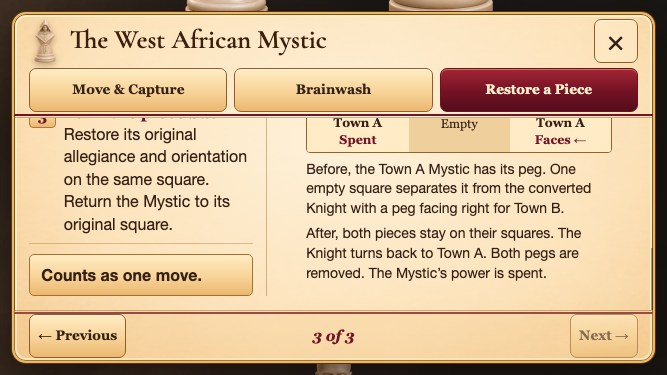 The West African Mystic
×
Move & Capture
Brainwash
Restore a Piece
3
Restore its original
allegiance and orientation
on the same square.
Return the Mystic to its
original square.
Counts as one move.
Town A
Spent
Empty
Town A
Faces ←
Before, the Town A Mystic has its peg. One
empty square separates it from the converted
Knight with a peg facing right for Town B.
After, both pieces stay on their squares. The
Knight turns back to Town A. Both pegs are
removed. The Mystic's power is spent.
← Previous
3 of 3
Next →